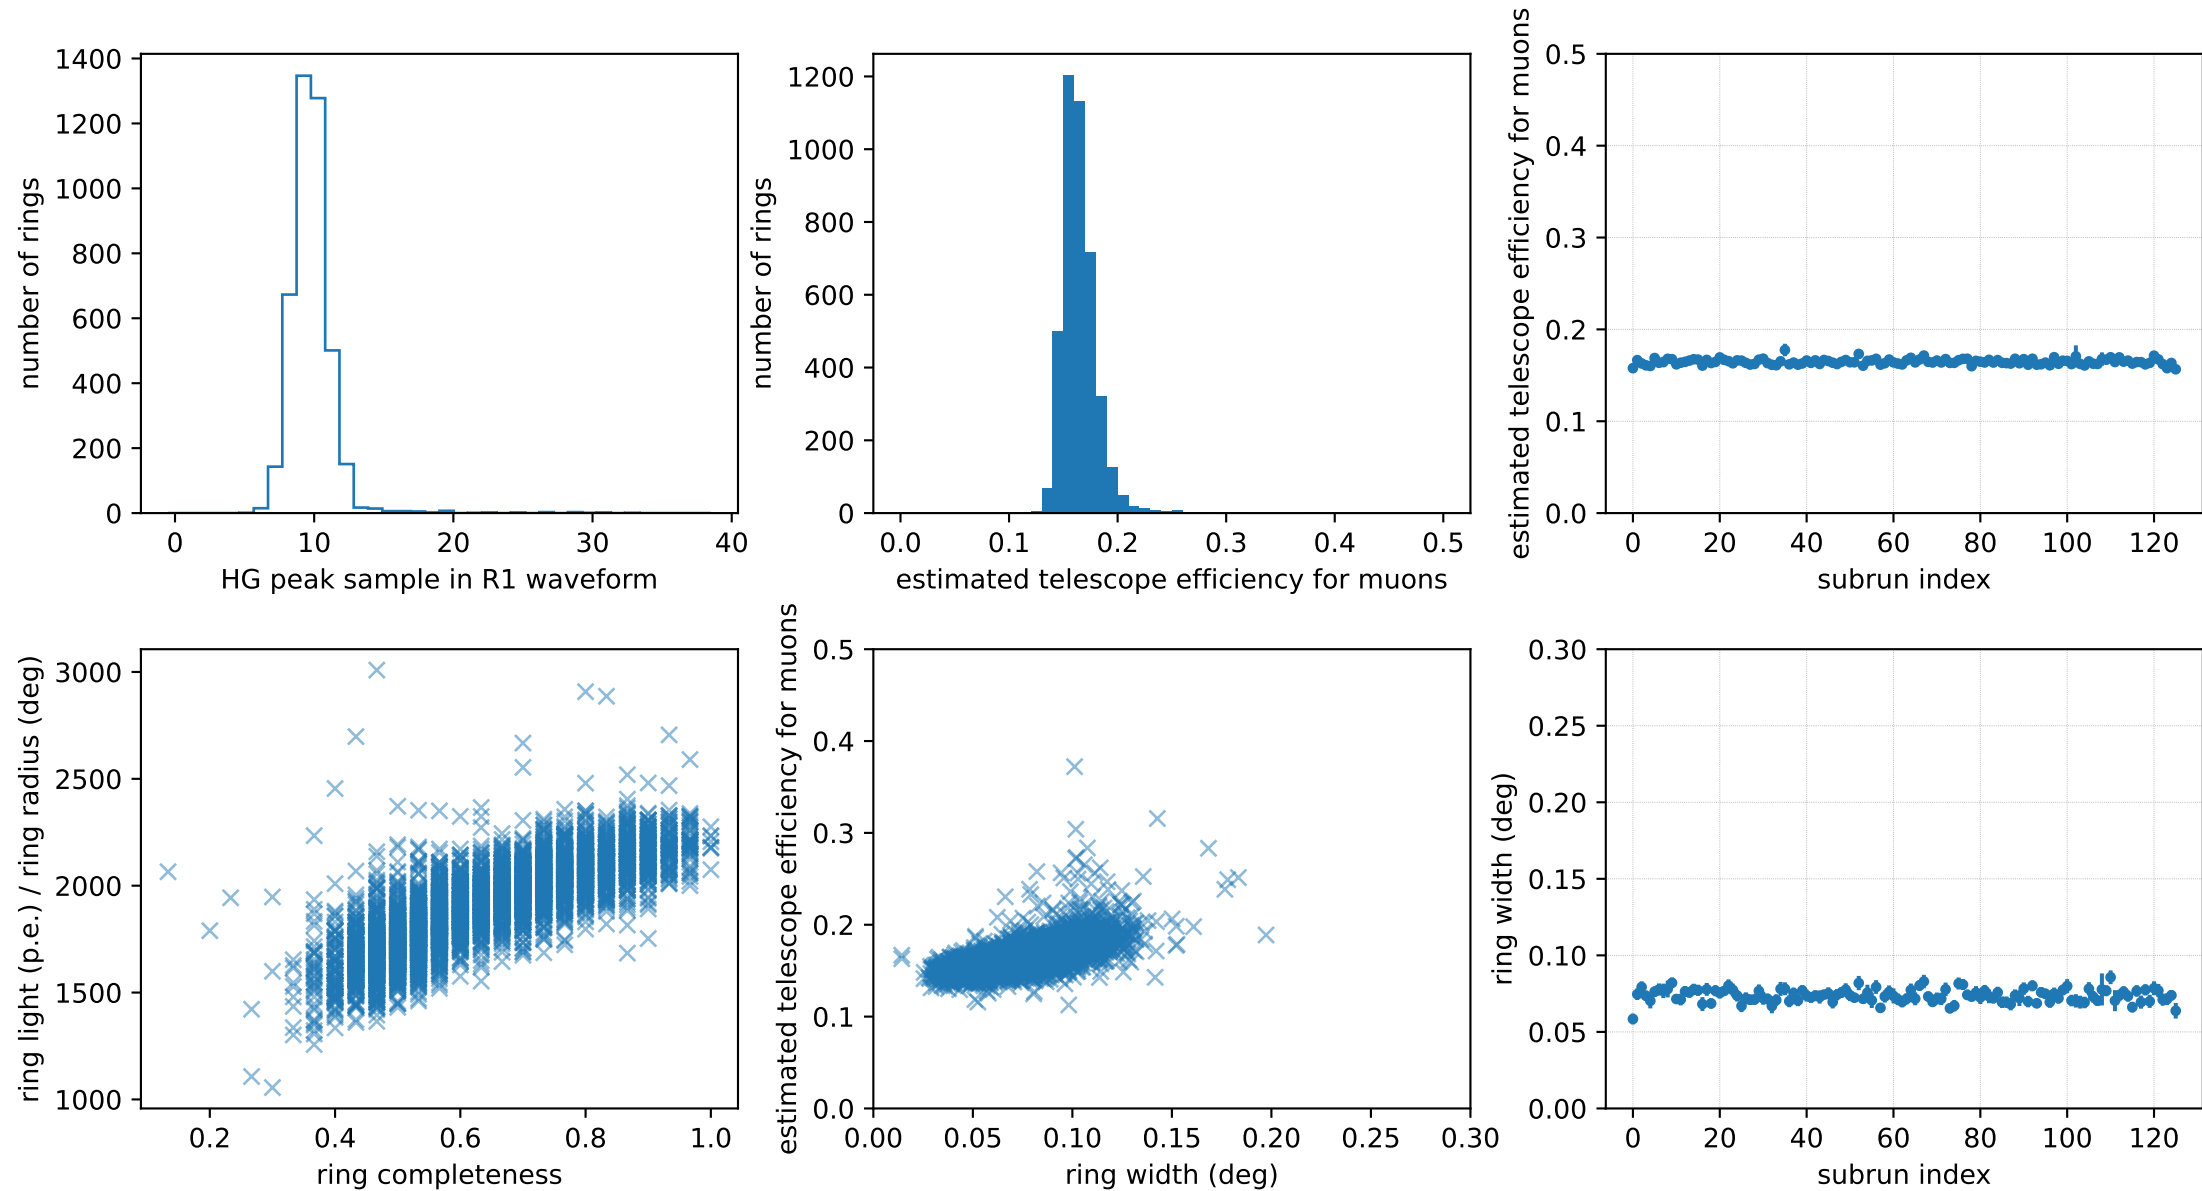 1400
1200
1000
800
600
400
200
0
number of rings
0 10 20 30 40
HG peak sample in R1 waveform
1200
1000
800
600
400
200
0
number of rings
0.0 0.1 0.2 0.3 0.4 0.5
estimated telescope efficiency for muons
0.5
0.4
0.3
0.2
0.1
0.0
estimated telescope efficiency for muons
0 20 40 60 80 100 120
subrun index
3000
2500
2000
1500
1000
ring light (p.e.) / ring radius (deg)
0.2 0.4 0.6 0.8 1.0
ring completeness
0.5
0.4
0.3
0.2
0.1
0.0
estimated telescope efficiency for muons
0.00 0.05 0.10 0.15 0.20 0.25 0.30
ring width (deg)
0.30
0.25
0.20
0.15
0.10
0.05
0.00
ring width (deg)
0 20 40 60 80 100 120
subrun index